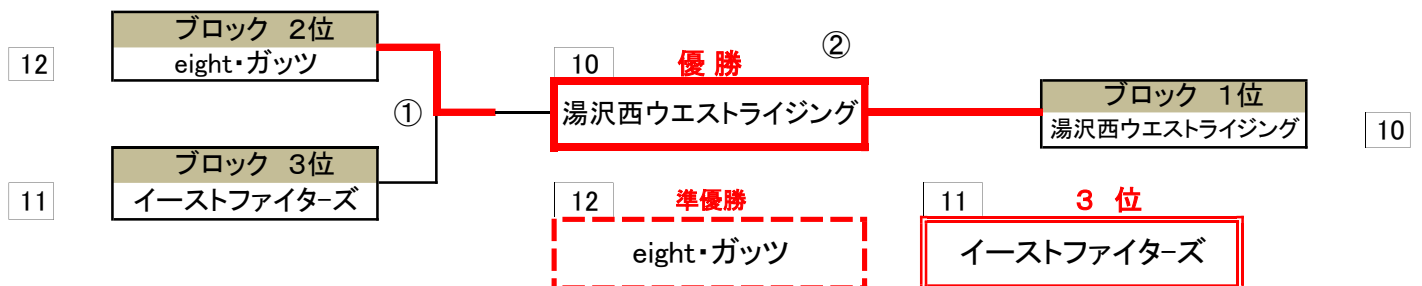 ブロック 2位
12
eight・ガッツ
10
優 勝
②
①
湯沢西ウエストライジング
ブロック 1位
湯沢西ウエストライジング
10
ブロック 3位
11
イーストファイタ-ズ
12
準優勝
11
3 位
eight・ガッツ
イーストファイタ-ズ